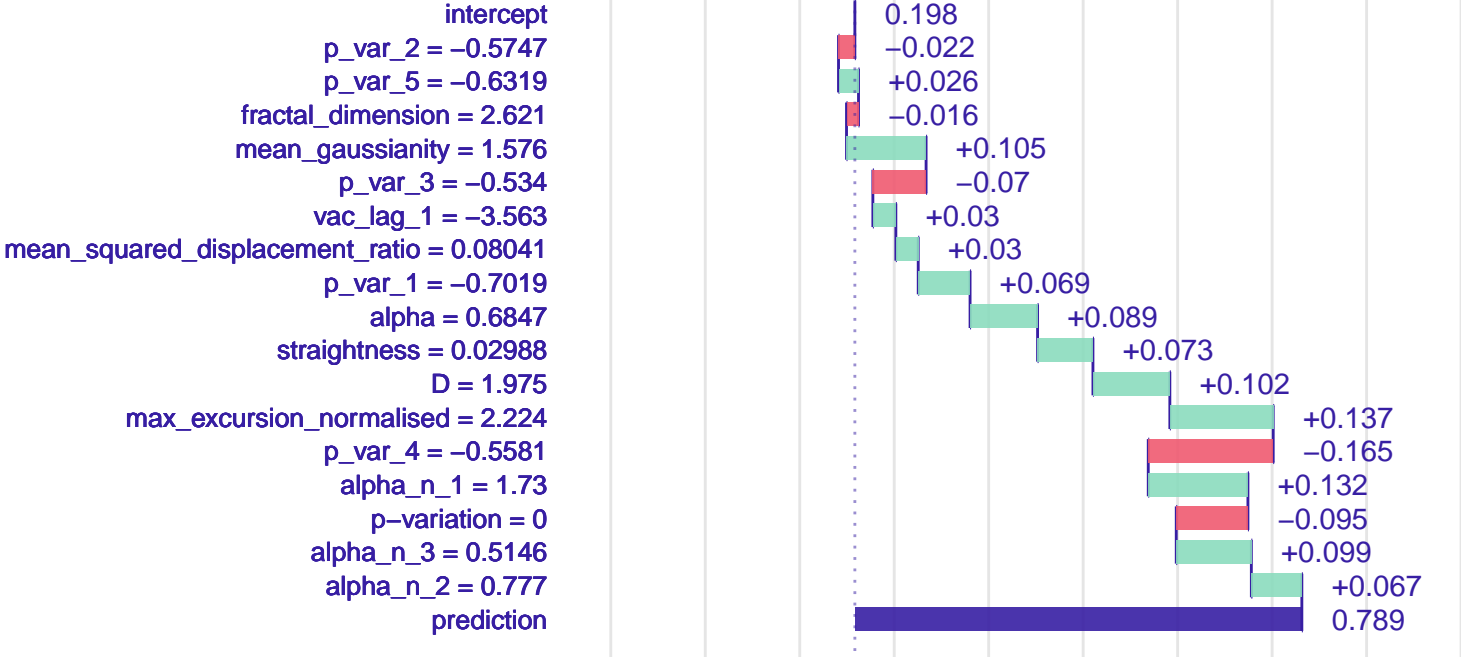 intercept 0.198
p_var_2 = −0.5747 −0.022
p_var_5 = −0.6319 +0.026
fractal_dimension = 2.621 −0.016
mean_gaussianity = 1.576 +0.105
p_var_3 = −0.534 −0.07
vac_lag_1 = −3.563 +0.03
mean_squared_displacement_ratio = 0.08041 +0.03
p_var_1 = −0.7019 +0.069
alpha = 0.6847 +0.089
straightness = 0.02988 +0.073
D = 1.975 +0.102
max_excursion_normalised = 2.224 +0.137
p_var_4 = −0.5581 −0.165
alpha_n_1 = 1.73 +0.132
p−variation = 0 −0.095
alpha_n_3 = 0.5146 +0.099
alpha_n_2 = 0.777 +0.067
prediction 0.789